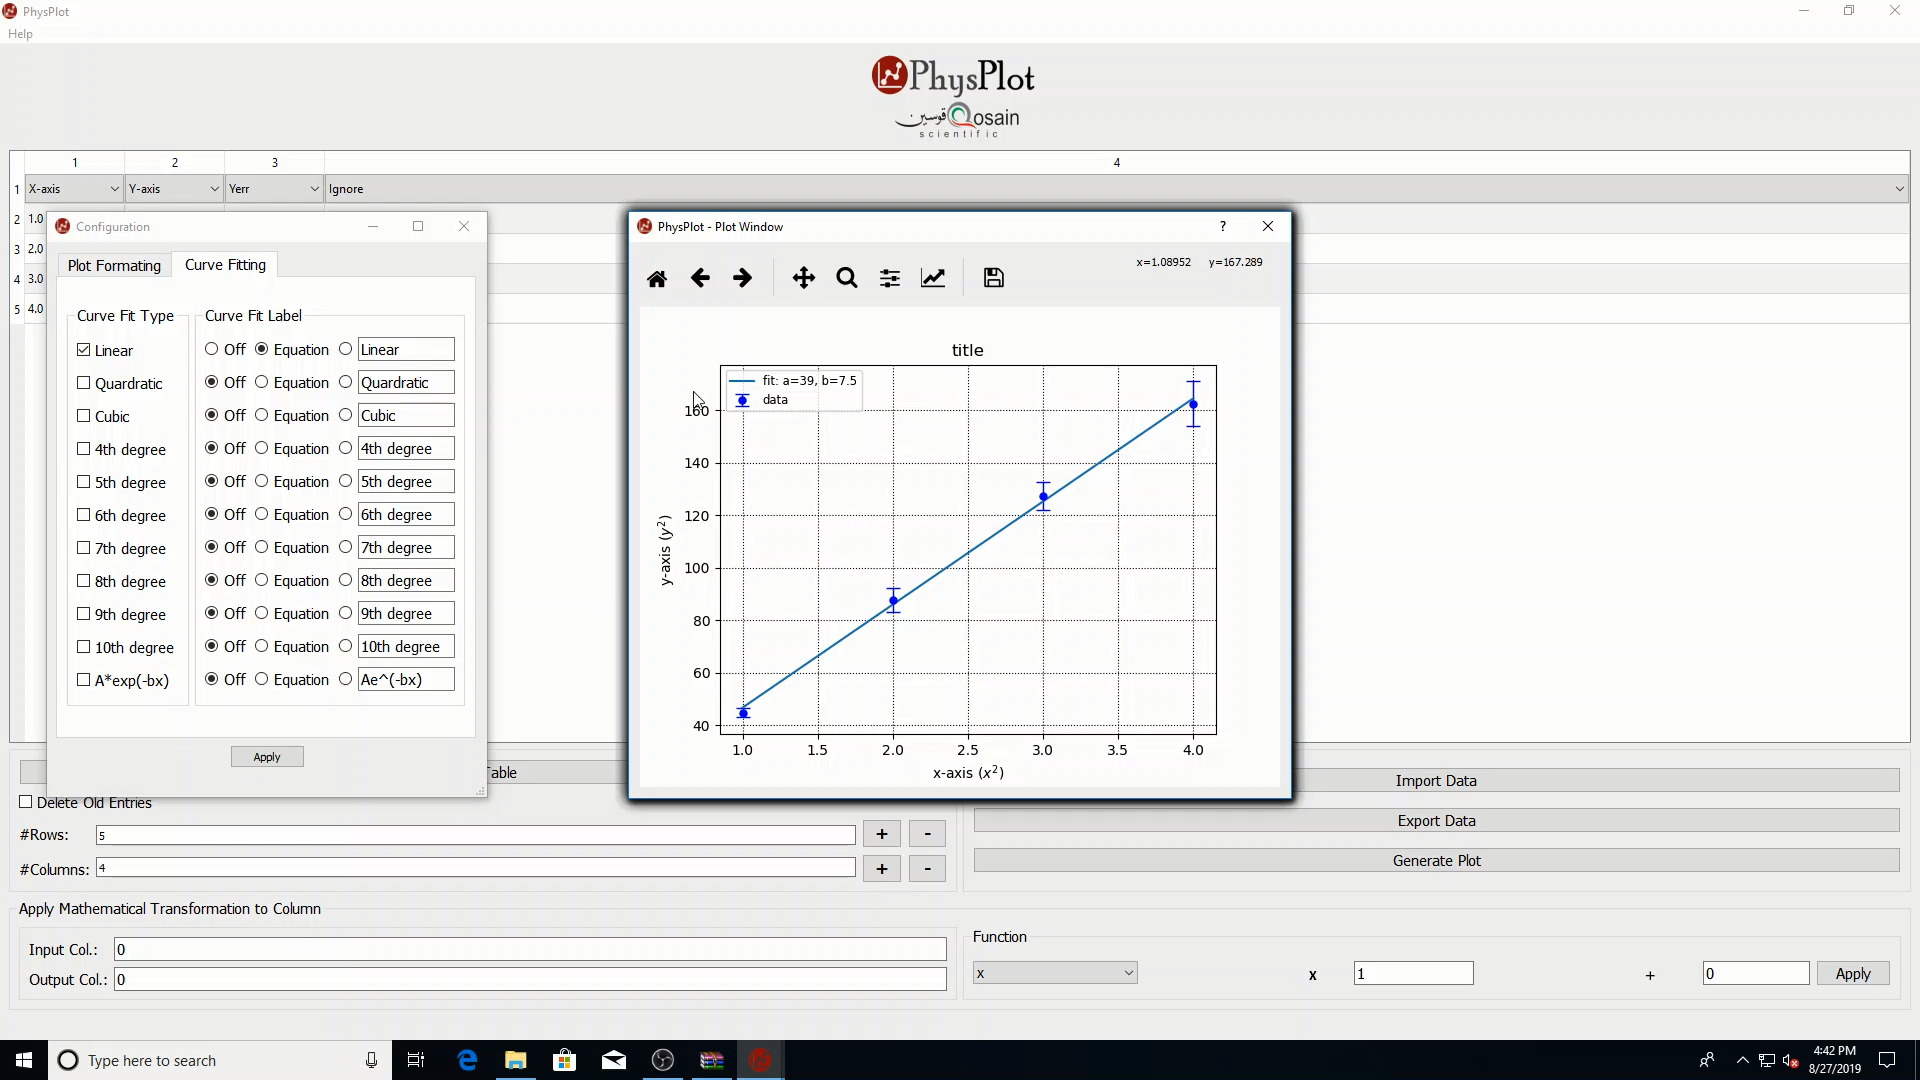 PhysPlot
Help
PhysPlot
قوسين Qosain
scientific
1 2 3 4
1 X-axis Y-axis Yerr Ignore
2 1.0
3 2.0
4 3.0
5 4.0
Configuration
Plot Formating Curve Fitting
Curve Fit Type Curve Fit Label
Linear Off Equation Linear
Quardratic Off Equation Quardratic
Cubic Off Equation Cubic
4th degree Off Equation 4th degree
5th degree Off Equation 5th degree
6th degree Off Equation 6th degree
7th degree Off Equation 7th degree
8th degree Off Equation 8th degree
9th degree Off Equation 9th degree
10th degree Off Equation 10th degree
A*exp(-bx) Off Equation Ae^(-bx)
Apply
PhysPlot - Plot Window ?
x=1.08952 y=167.289
title
fit: a=39, b=7.5
data
160
140
120
100
80
60
40
y-axis (y²)
1.0 1.5 2.0 2.5 3.0 3.5 4.0
x-axis (x²)
Table
Delete Old Entries
#Rows: 5 + -
#Columns: 4 + -
Import Data
Export Data
Generate Plot
Apply Mathematical Transformation to Column
Input Col.: 0
Output Col.: 0
Function
x x 1 + 0 Apply
Type here to search
4:42 PM
8/27/2019